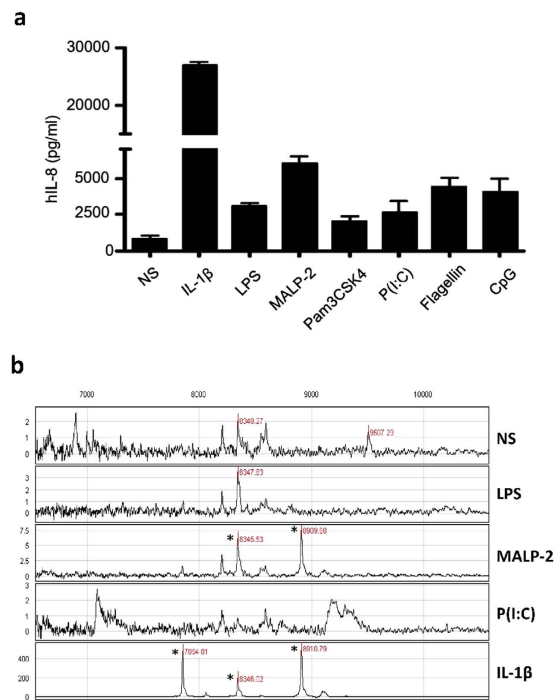 a
30000
20000
5000
2500
0
hIL-8 (pg/ml)
NS
IL-1β
LPS
MALP-2
Pam3CSK4
P(I:C)
Flagellin
CpG
b
7000 8000 9000 10000
2
1
0
8348.27
9507.23
NS
3
2
1
0
8347.83
LPS
7.5
5
2.5
0
* 8345.53
* 8909.58
MALP-2
3
2
1
0
P(I:C)
400
200
0
* 7854.81
* 8346.02
* 8910.79
IL-1β